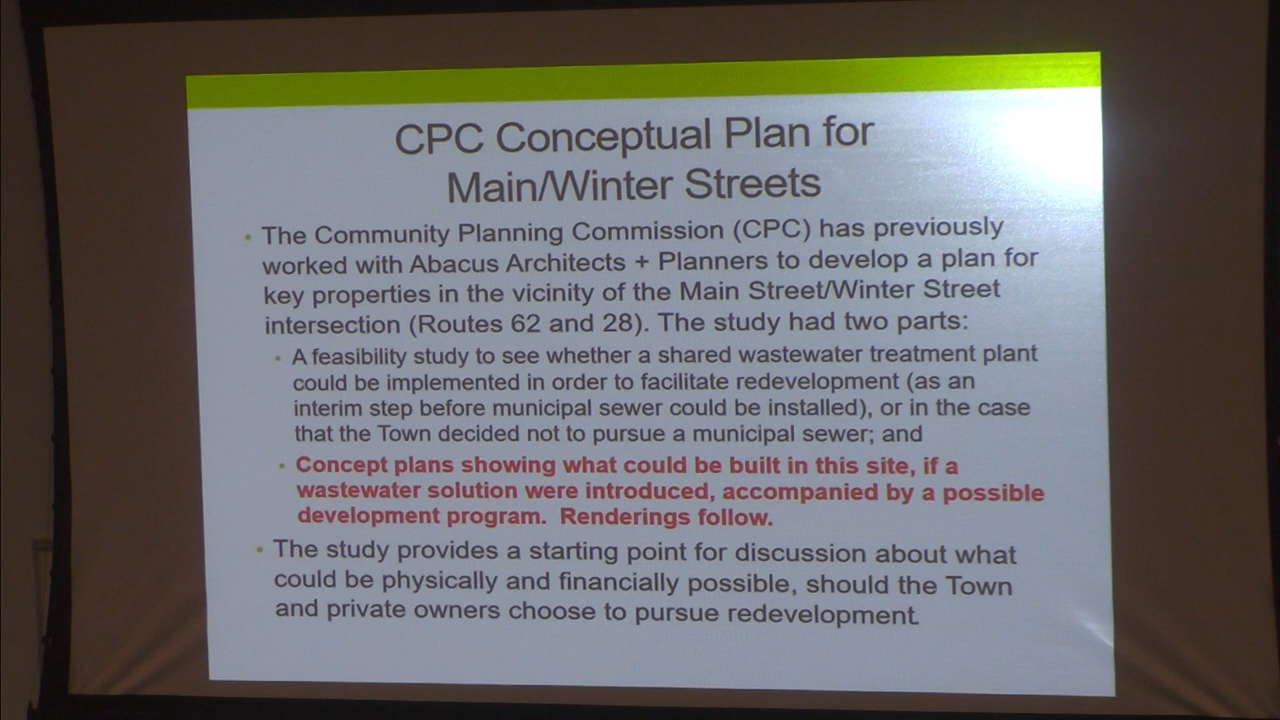 CPC Conceptual Plan for
Main/Winter Streets
• The Community Planning Commission (CPC) has previously
worked with Abacus Architects + Planners to develop a plan for
key properties in the vicinity of the Main Street/Winter Street
intersection (Routes 62 and 28). The study had two parts:
• A feasibility study to see whether a shared wastewater treatment plant
could be implemented in order to facilitate redevelopment (as an
interim step before municipal sewer could be installed), or in the case
that the Town decided not to pursue a municipal sewer; and
• Concept plans showing what could be built in this site, if a
wastewater solution were introduced, accompanied by a possible
development program. Renderings follow.
• The study provides a starting point for discussion about what
could be physically and financially possible, should the Town
and private owners choose to pursue redevelopment.